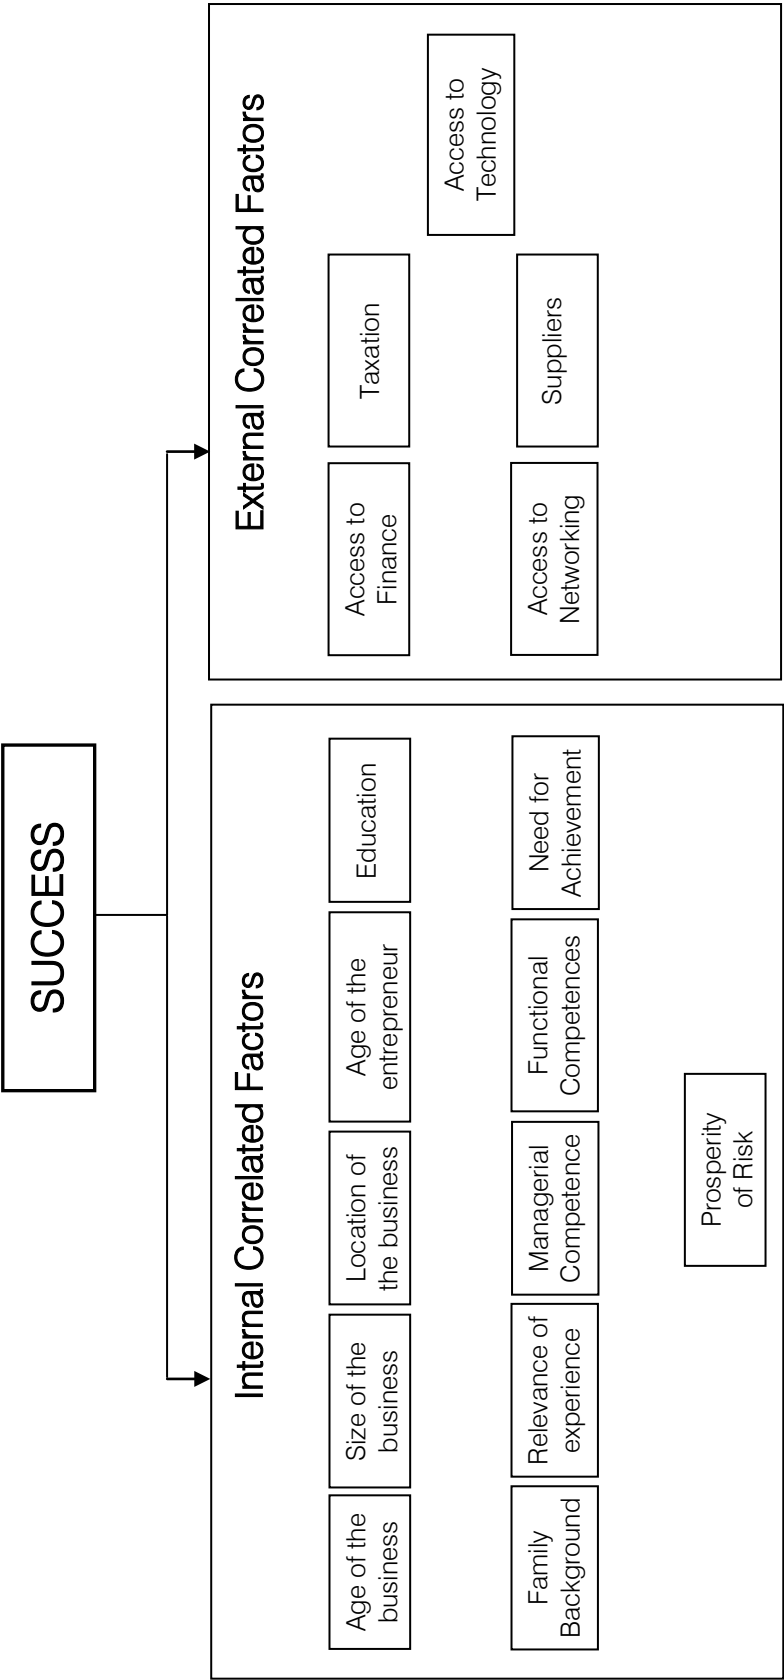 SUCCESS
Internal Correlated Factors
Age of the
business
Size of the
business
Location of
the business
Age of the
entrepreneur
Education
Family
Background
Relevance of
experience
Managerial
Competence
Functional
Competences
Need for
Achievement
Prosperity
of Risk
External Correlated Factors
Access to
Finance
Taxation
Access to
Networking
Suppliers
Access to
Technology